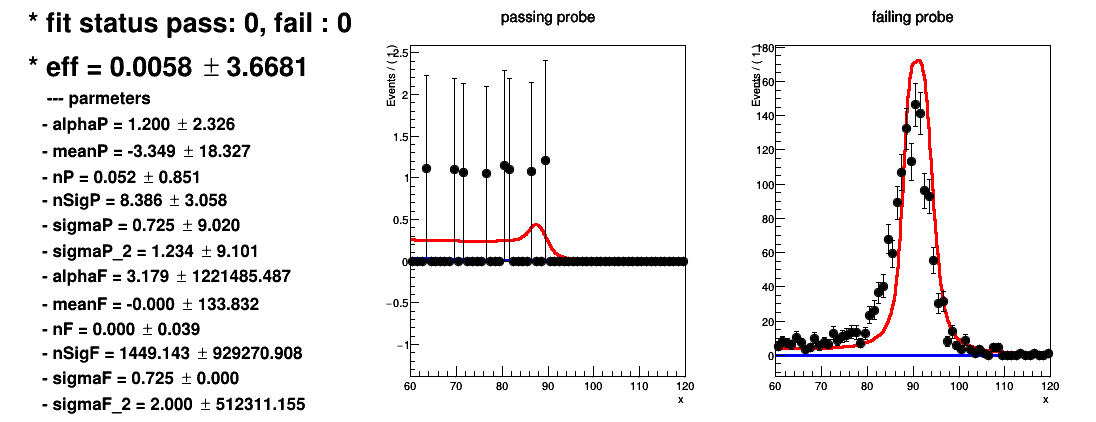 * fit status pass: 0, fail : 0
* eff = 0.0058 ± 3.6681
--- parmeters
- alphaP = 1.200 ± 2.326
- meanP = -3.349 ± 18.327
- nP = 0.052 ± 0.851
- nSigP = 8.386 ± 3.058
- sigmaP = 0.725 ± 9.020
- sigmaP_2 = 1.234 ± 9.101
- alphaF = 3.179 ± 1221485.487
- meanF = -0.000 ± 133.832
- nF = 0.000 ± 0.039
- nSigF = 1449.143 ± 929270.908
- sigmaF = 0.725 ± 0.000
- sigmaF_2 = 2.000 ± 512311.155
passing probe
Events / ( 1 )
2.5
2
1.5
1
0.5
0
−0.5
−1
60 70 80 90 100 110 120
x
failing probe
Events / ( 1 )
180
160
140
120
100
80
60
40
20
0
60 70 80 90 100 110 120
x